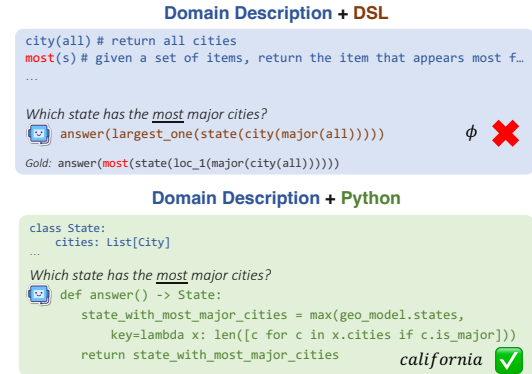 Domain Description + DSL
city(all) # return all cities
most(s) # given a set of items, return the item that appears most f…
…
Which state has the most major cities?
answer(largest_one(state(city(major(all)))))
ϕ
Gold: answer(most(state(loc_1(major(city(all))))))
Domain Description + Python
class State:
    cities: List[City]
…
Which state has the most major cities?
def answer() -> State:
    state_with_most_major_cities = max(geo_model.states,
        key=lambda x: len([c for c in x.cities if c.is_major]))
    return state_with_most_major_cities
california